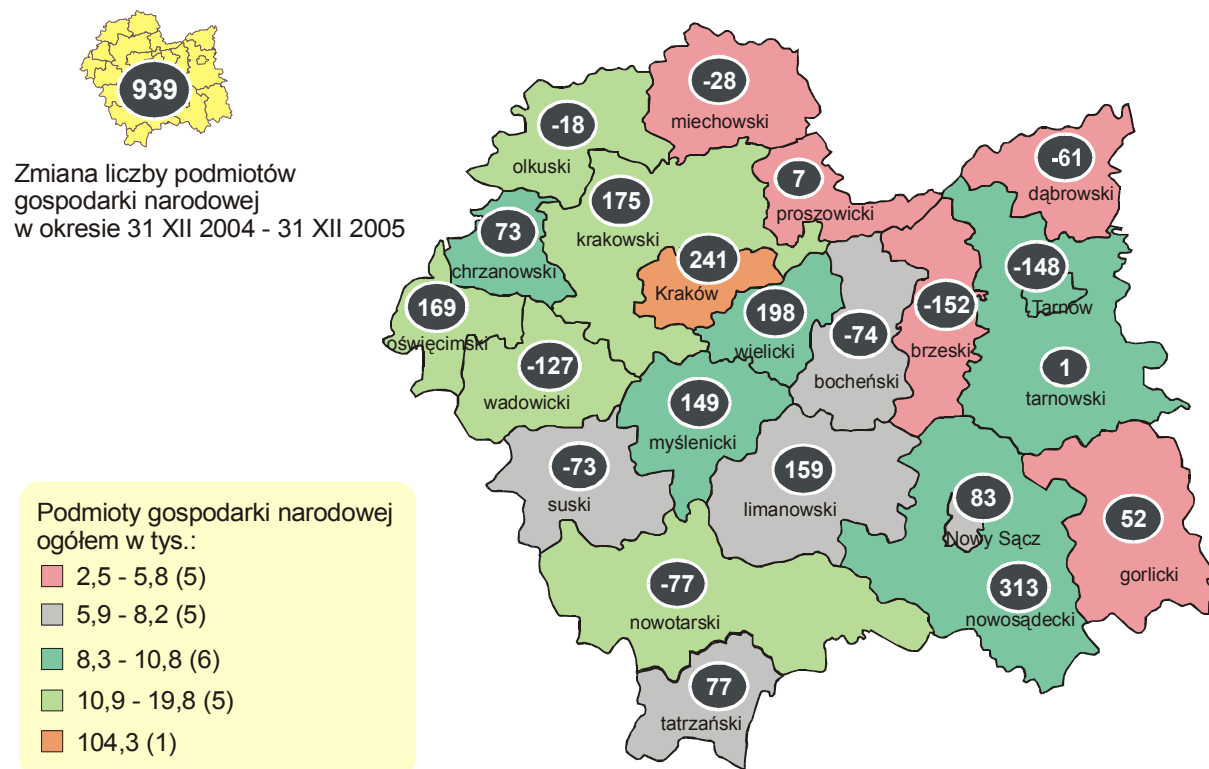 939
Zmiana liczby podmiotów
gospodarki narodowej
w okresie 31 XII 2004 - 31 XII 2005
-28
miechowski
-18
olkuski
-61
dąbrowski
7
proszowicki
175
krakowski
73
chrzanowski
241
Kraków
-148
Tarnów
169
oświęcimski
198
wielicki
-152
brzeski
-74
bocheński
-127
wadowicki
1
tarnowski
149
myślenicki
-73
suski
159
limanowski
83
Nowy Sącz
52
gorlicki
-77
nowotarski
313
nowosądecki
77
tatrzański
Podmioty gospodarki narodowej
ogółem w tys.:
2,5 - 5,8 (5)
5,9 - 8,2 (5)
8,3 - 10,8 (6)
10,9 - 19,8 (5)
104,3 (1)